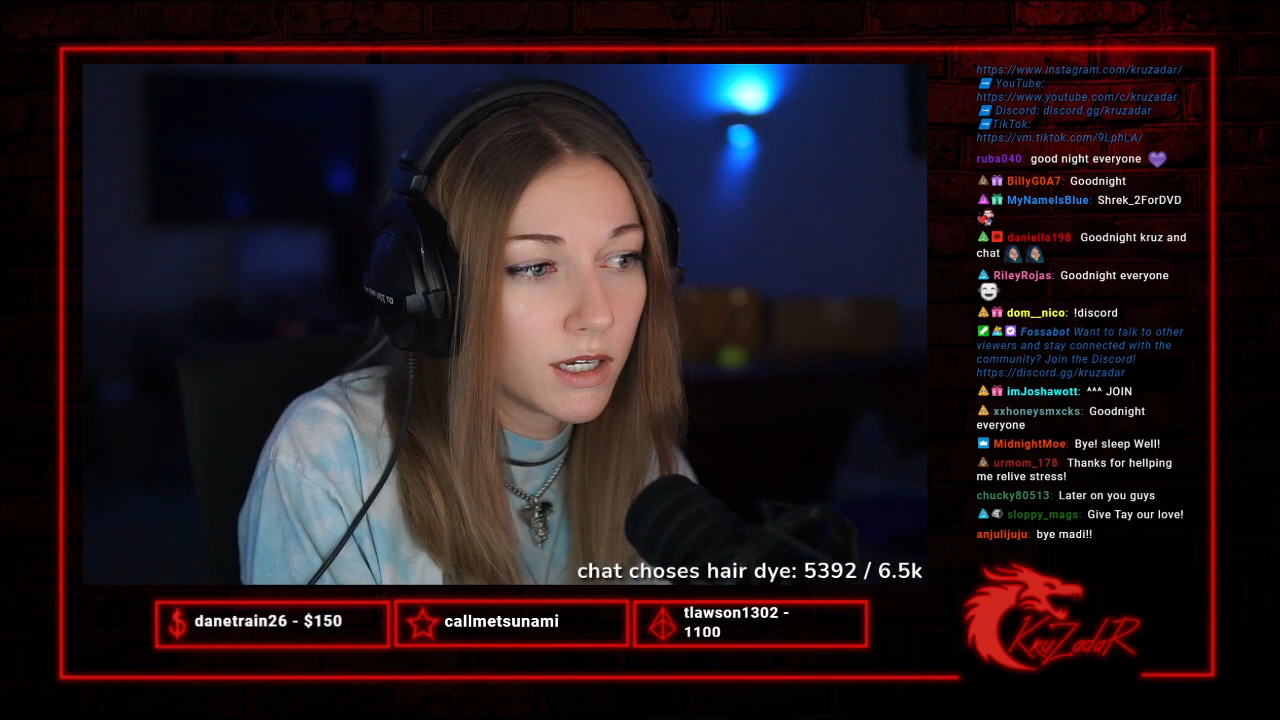 https://www.instagram.com/kruzadar/
YouTube:
https://www.youtube.com/c/kruzadar
Discord: discord.gg/kruzadar
TikTok:
https://vm.tiktok.com/9LphLA/
ruba040: good night everyone
BillyG0A7: Goodnight
MyNameIsBlue: Shrek_2ForDVD
daniella198: Goodnight kruz and
chat
RileyRojas: Goodnight everyone
dom__nico: !discord
Fossabot Want to talk to other
viewers and stay connected with the
community? Join the Discord!
https://discord.gg/kruzadar
imJoshawott: ^^^ JOIN
xxhoneysmxcks: Goodnight
everyone
MidnightMoe: Bye! sleep Well!
urmom_178: Thanks for hellping
me relive stress!
chucky80513: Later on you guys
sloppy_mags: Give Tay our love!
anjulijuju: bye madi!!
chat choses hair dye: 5392 / 6.5k
danetrain26 - $150
callmetsunami
tlawson1302 -
1100
KruZadaR